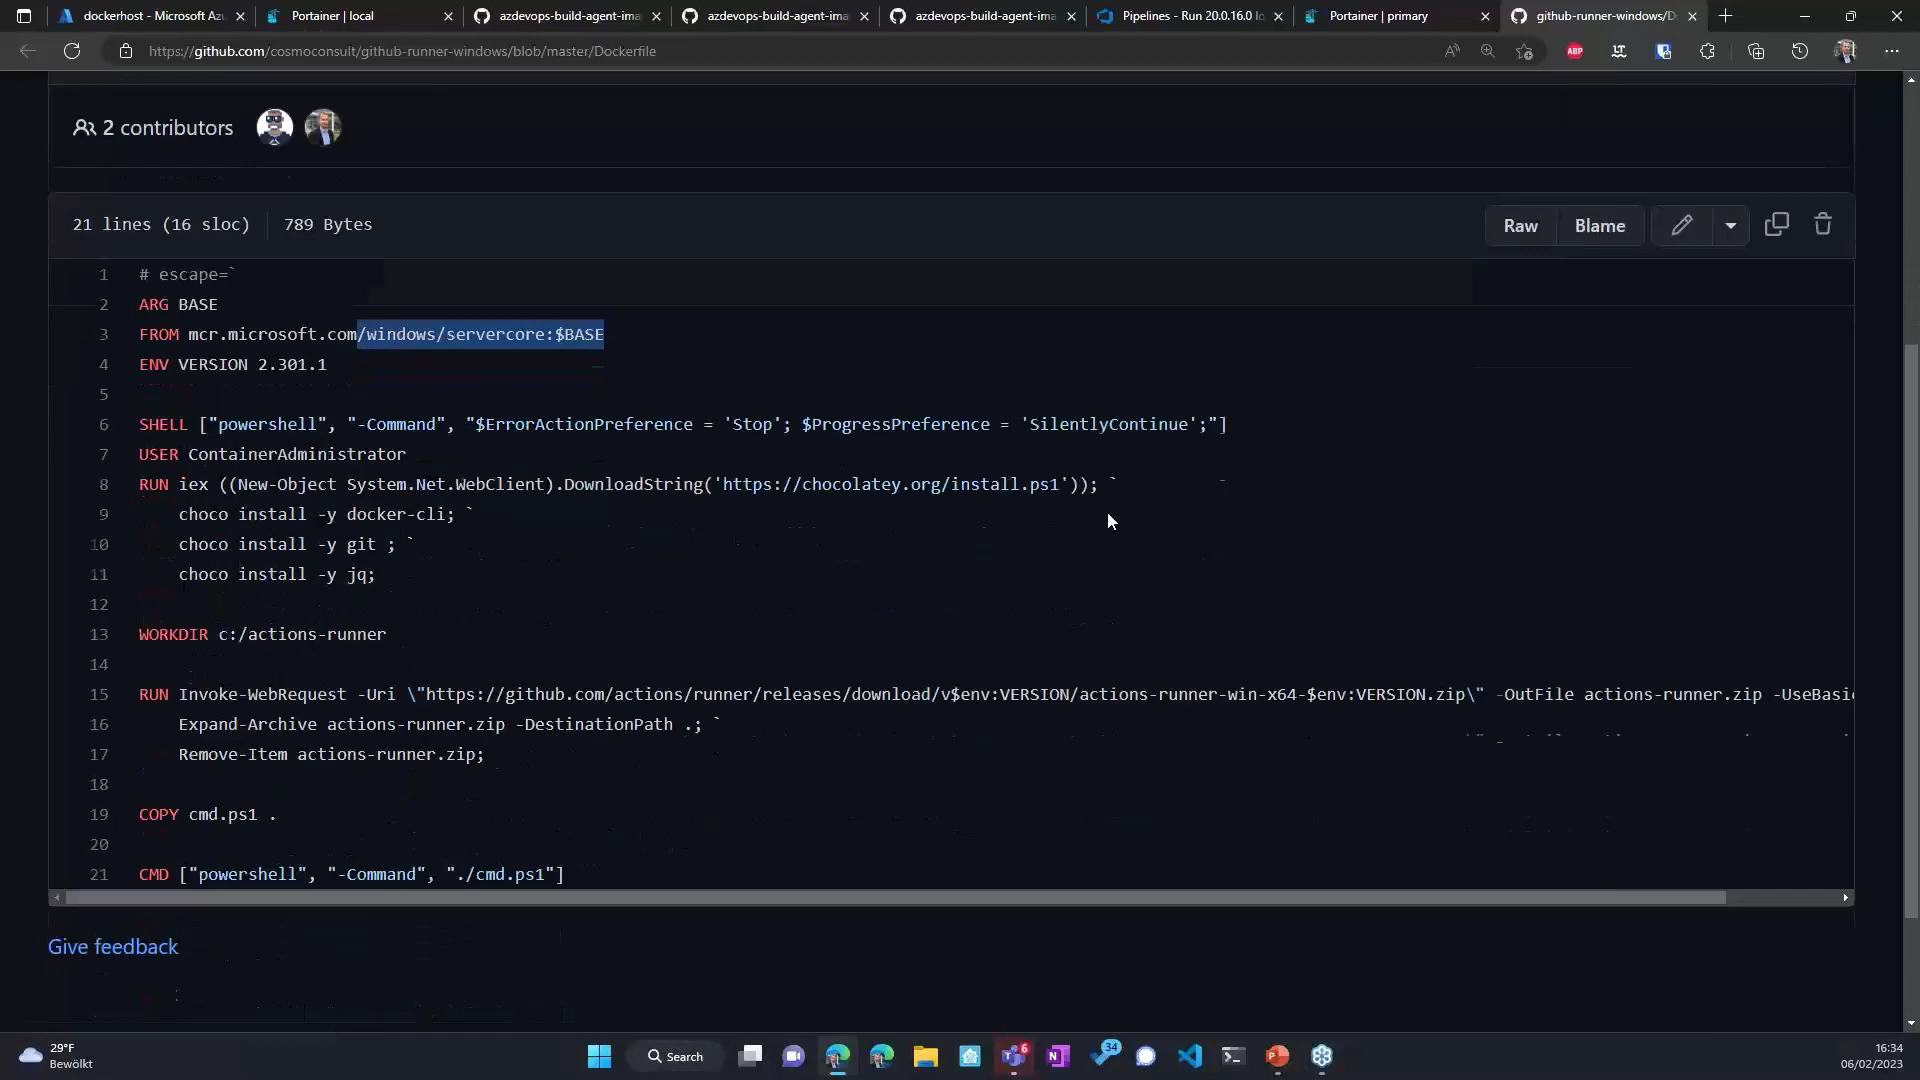 dockerhost - Microsoft Azu
Portainer | local
azdevops-build-agent-ima
azdevops-build-agent-ima
azdevops-build-agent-ima
Pipelines - Run 20.0.16.0 lo
Portainer | primary
github-runner-windows/D
https://github.com/cosmoconsult/github-runner-windows/blob/master/Dockerfile
ABP
2 contributors
21 lines (16 sloc)
789 Bytes
Raw
Blame
1 # escape=`
2 ARG BASE
3 FROM mcr.microsoft.com/windows/servercore:$BASE
4 ENV VERSION 2.301.1
5
6 SHELL ["powershell", "-Command", "$ErrorActionPreference = 'Stop'; $ProgressPreference = 'SilentlyContinue';"]
7 USER ContainerAdministrator
8 RUN iex ((New-Object System.Net.WebClient).DownloadString('https://chocolatey.org/install.ps1')); `
9 choco install -y docker-cli; `
10 choco install -y git ; `
11 choco install -y jq;
12
13 WORKDIR c:/actions-runner
14
15 RUN Invoke-WebRequest -Uri \"https://github.com/actions/runner/releases/download/v$env:VERSION/actions-runner-win-x64-$env:VERSION.zip\" -OutFile actions-runner.zip -UseBasic
16 Expand-Archive actions-runner.zip -DestinationPath .; `
17 Remove-Item actions-runner.zip;
18
19 COPY cmd.ps1 .
20
21 CMD ["powershell", "-Command", "./cmd.ps1"]
Give feedback
29°F
Bewölkt
Search
6
34
16:34
06/02/2023